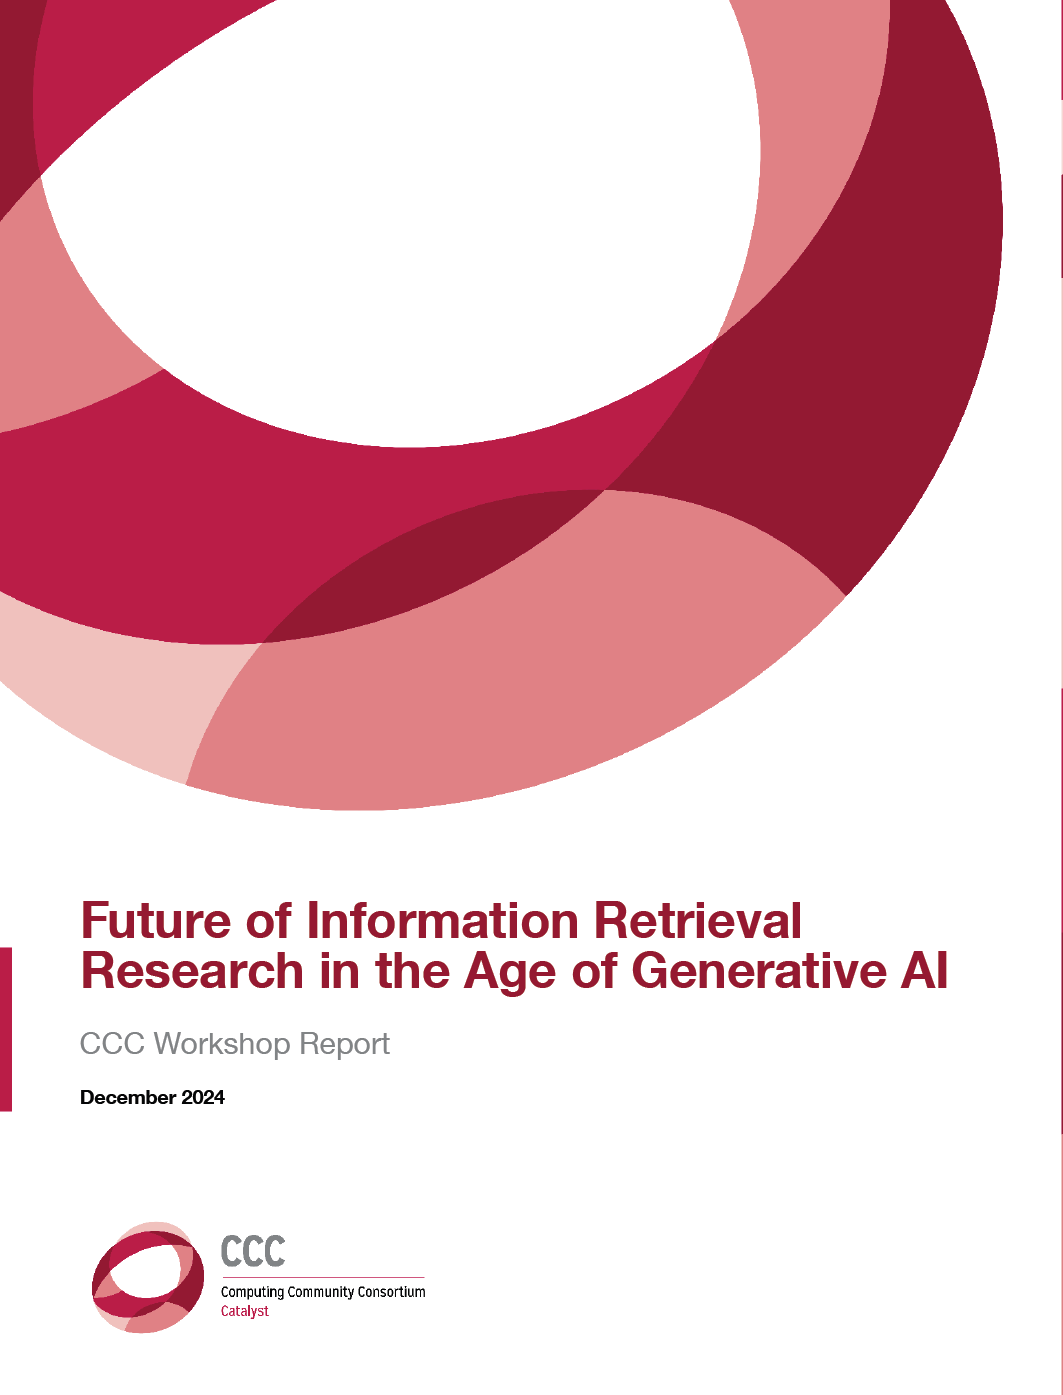 Future of Information Retrieval
Research in the Age of Generative AI
CCC Workshop Report
December 2024
CCC
Computing Community Consortium
Catalyst